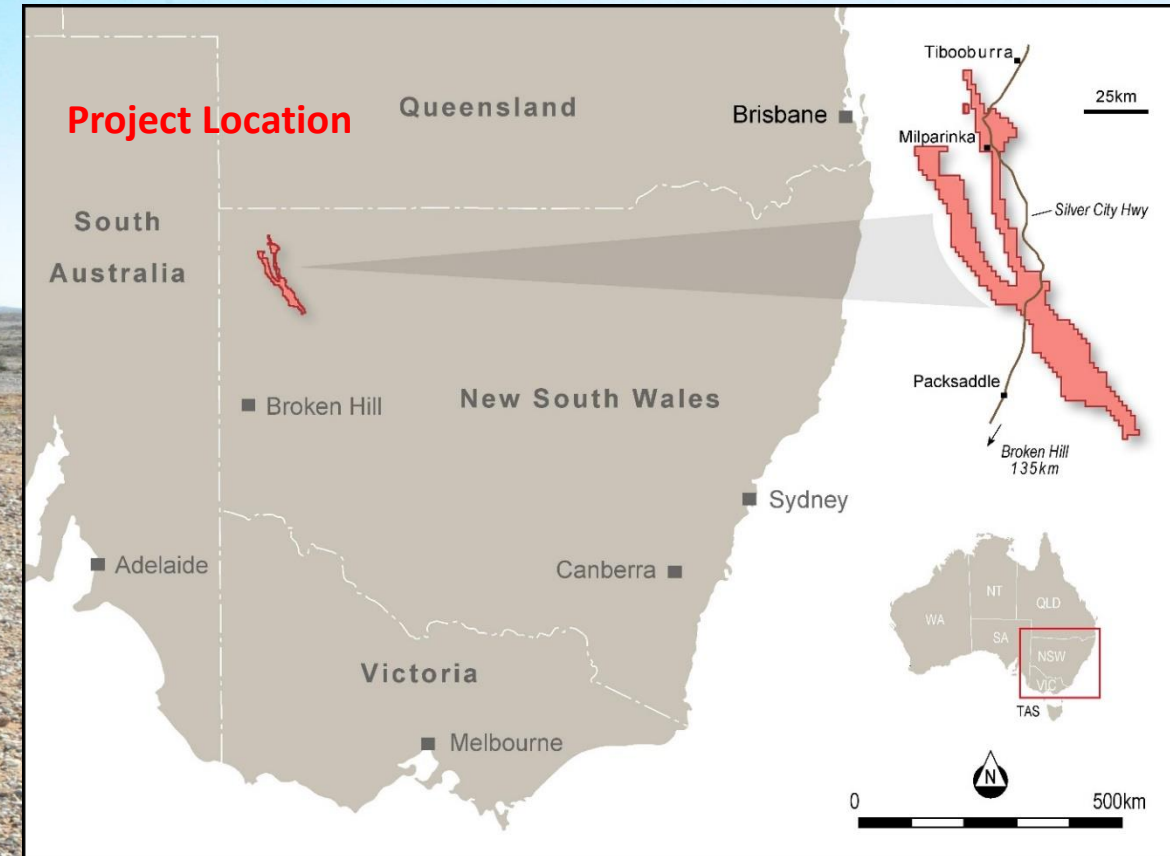 Project Location
Queensland
Brisbane
South
Australia
Broken Hill
New South Wales
Sydney
Adelaide
Canberra
Victoria
Melbourne
Tibooburra
25km
Milparinka
Silver City Hwy
Packsaddle
Broken Hill
135km
NT
QLD
WA
SA
NSW
VIC
TAS
N
0
500km